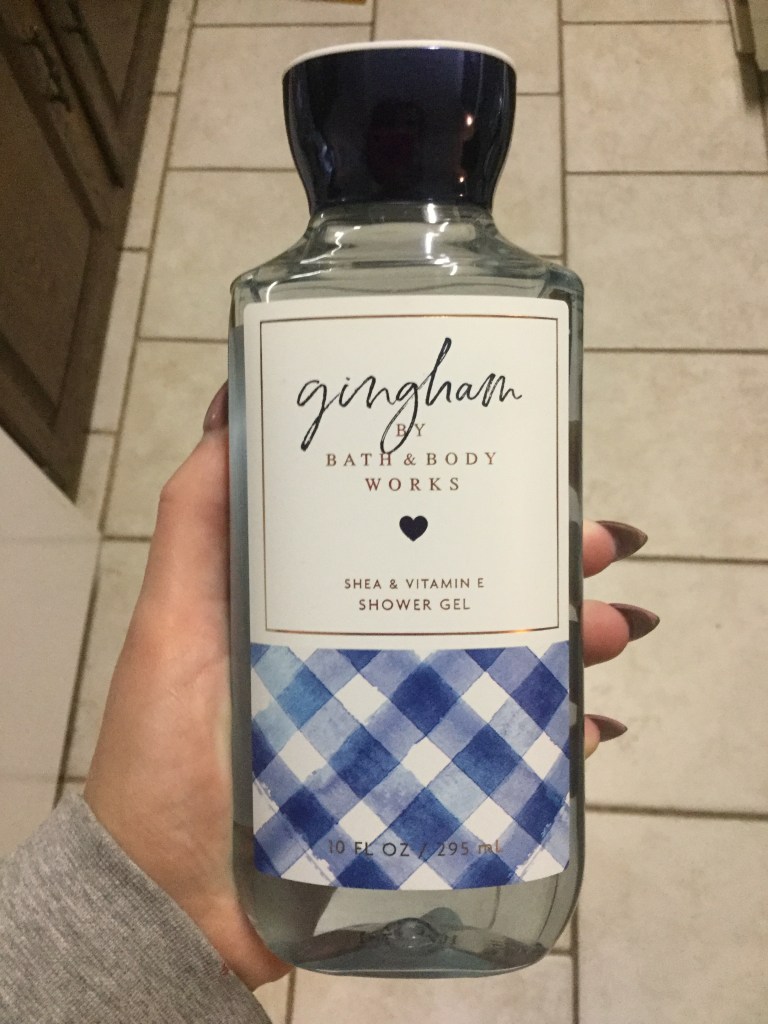 gingham
BY
BATH & BODY
WORKS
SHEA & VITAMIN E
SHOWER GEL
10 FL OZ / 295 mL